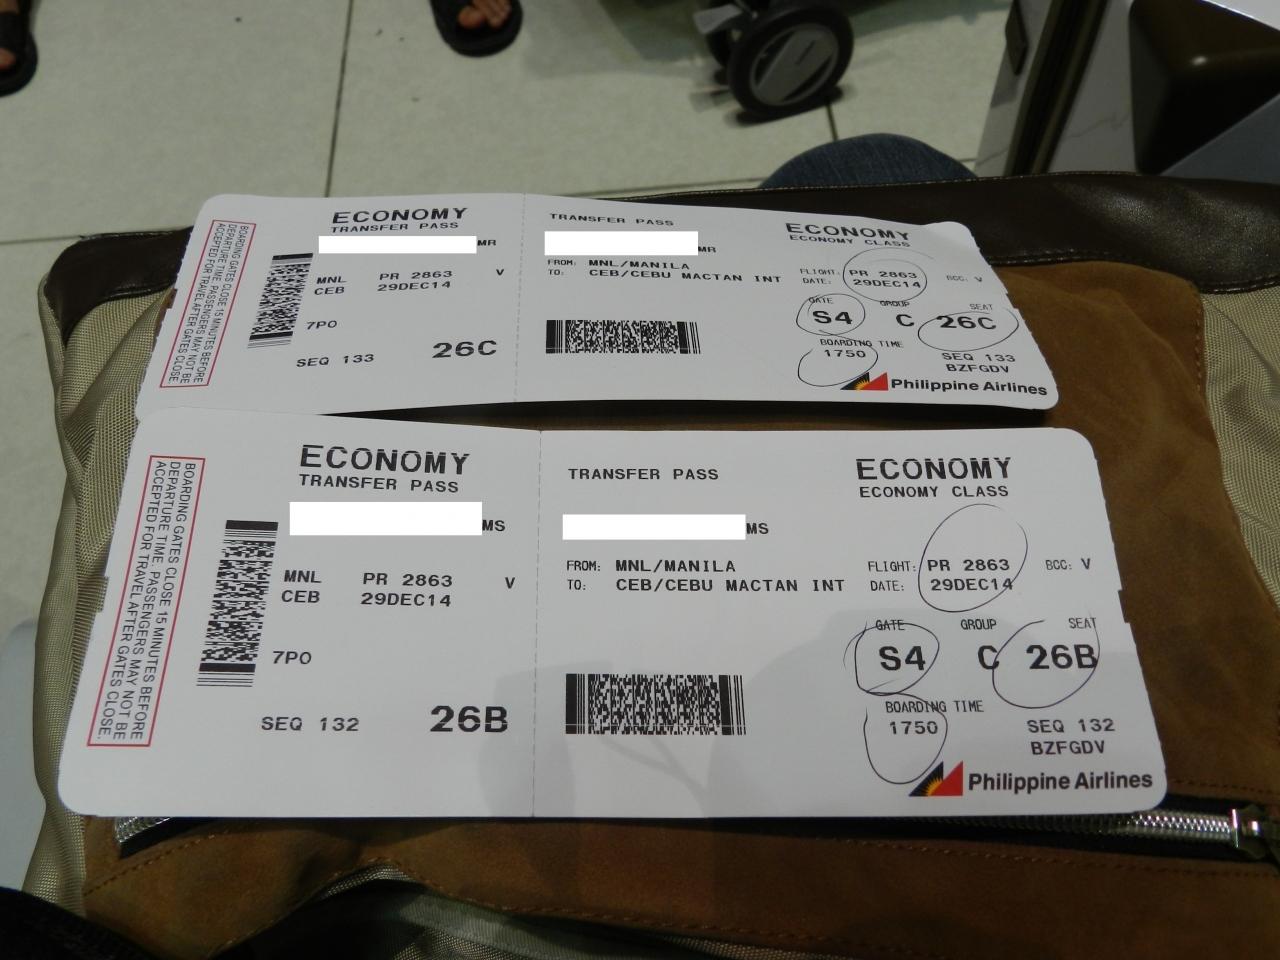 BOARDING GATES CLOSE 15 MINUTES BEFORE
DEPARTURE TIME. PASSENGERS MAY NOT BE
ACCEPTED FOR TRAVEL AFTER GATES CLOSE.
ECONOMY
TRANSFER PASS
MR
MNL PR 2863 V
CEB 29DEC14
7P0
SEQ 133 26C
TRANSFER PASS
MR
FROM: MNL/MANILA
TO: CEB/CEBU MACTAN INT
ECONOMY
ECONOMY CLASS
FLIGHT: PR 2863 BCC: V
DATE: 29DEC14
GATE GROUP SEAT
S4 C 26C
BOARDING TIME
1750 SEQ 133
BZFGDV
Philippine Airlines
BOARDING GATES CLOSE 15 MINUTES BEFORE
DEPARTURE TIME. PASSENGERS MAY NOT BE
ACCEPTED FOR TRAVEL AFTER GATES CLOSE.
ECONOMY
TRANSFER PASS
MS
MNL PR 2863 V
CEB 29DEC14
7P0
SEQ 132 26B
TRANSFER PASS
MS
FROM: MNL/MANILA
TO: CEB/CEBU MACTAN INT
ECONOMY
ECONOMY CLASS
FLIGHT: PR 2863 BCC: V
DATE: 29DEC14
GATE GROUP SEAT
S4 C 26B
BOARDING TIME
1750 SEQ 132
BZFGDV
Philippine Airlines